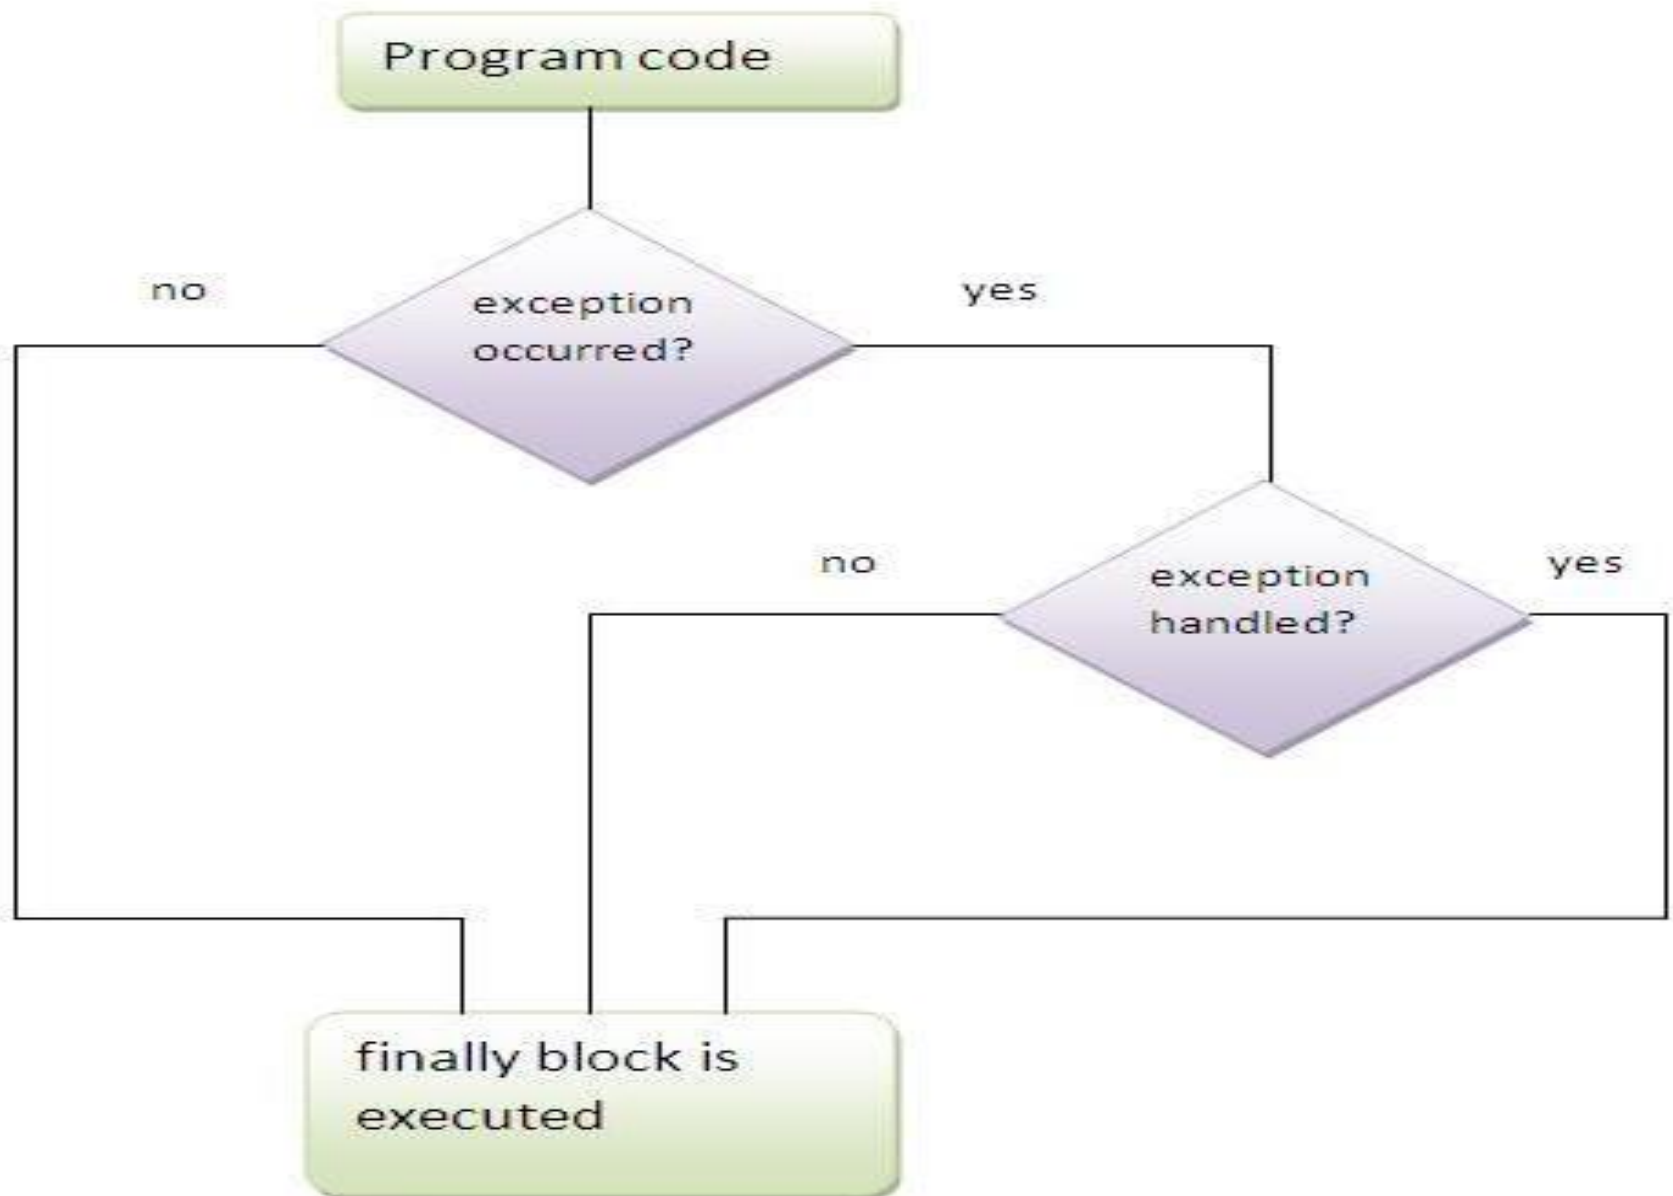 Program code
no
yes
exception
occurred?
no
yes
exception
handled?
finally block is
executed